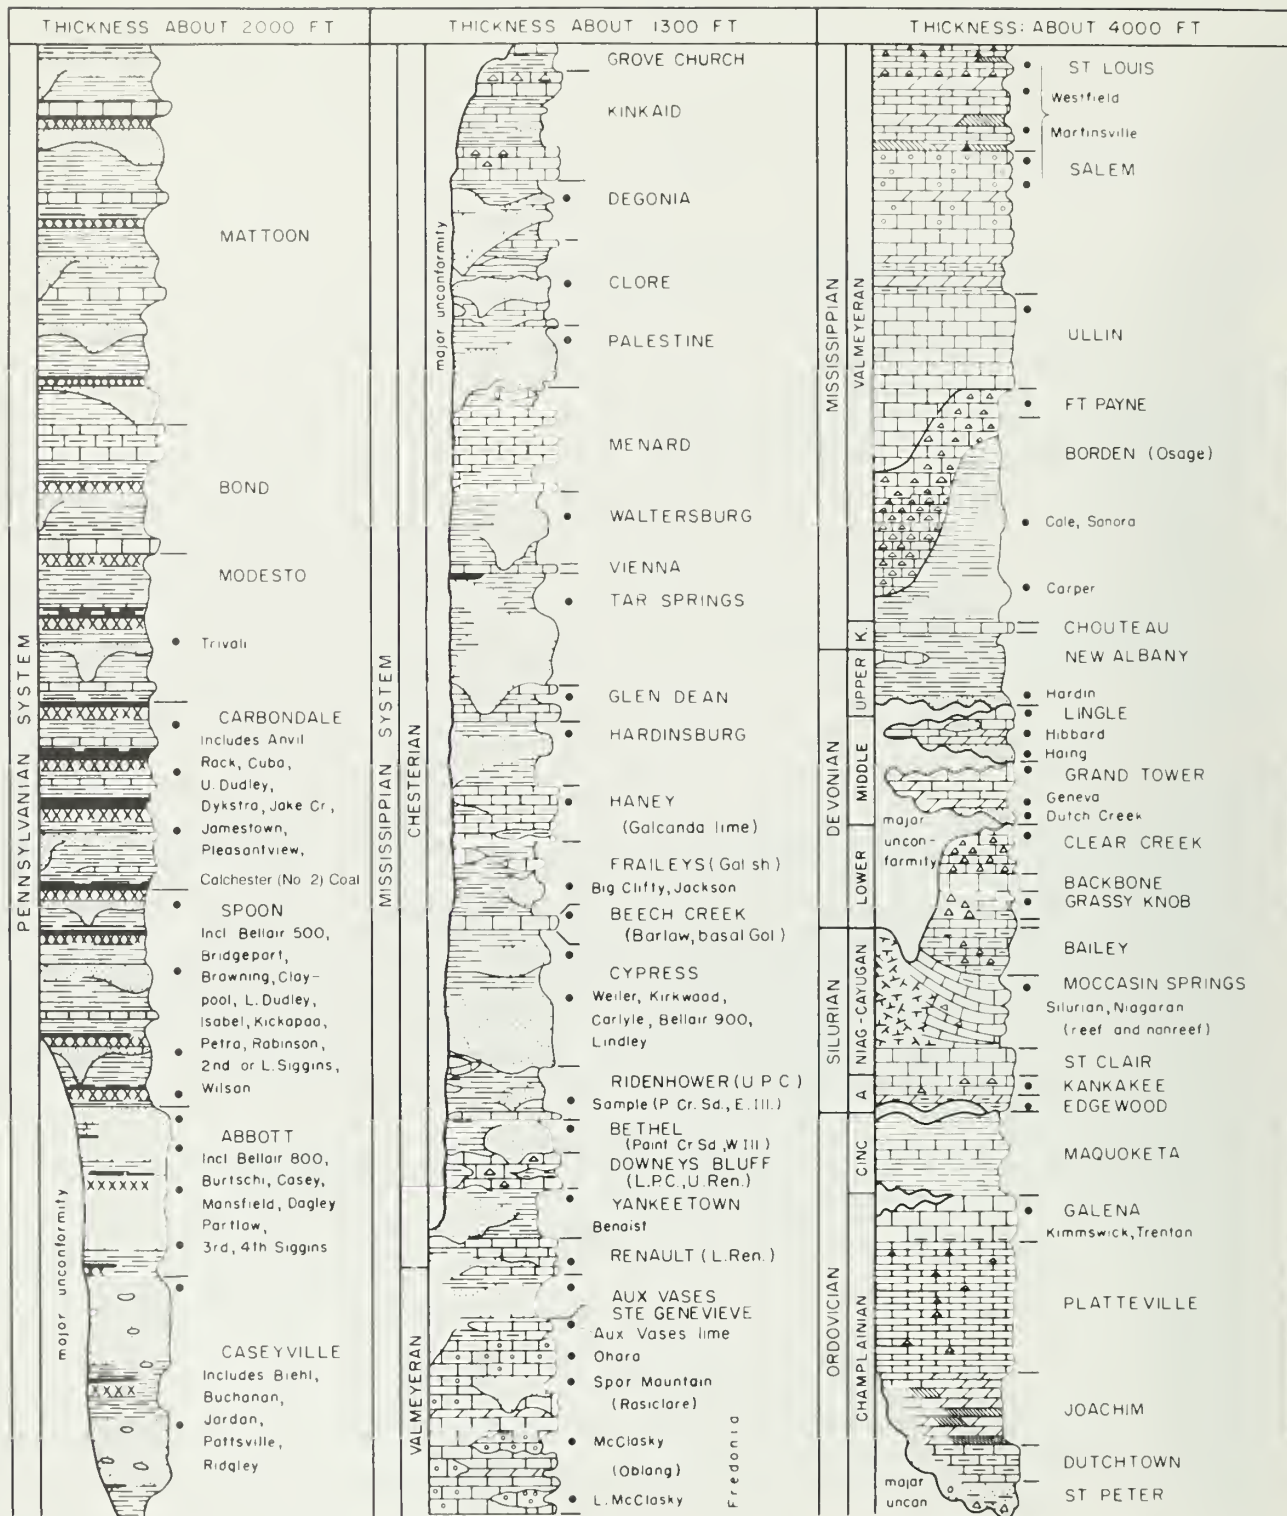 THICKNESS ABOUT 2000 FT
PENNSYLVANIAN SYSTEM
MATTOON
BOND
MODESTO
Trivoli
CARBONDALE
Includes Anvil
Rock, Cuba,
U. Dudley,
Dykstra, Jake Cr,
Jamestown,
Pleasantview,
Colchester (No 2) Coal
SPOON
Incl Bellair 500,
Bridgeport,
Browning, Clay-
pool, L. Dudley,
Isabel, Kickapoo,
Petro, Robinson,
2nd or L. Siggins,
Wilson
ABBOTT
Incl Bellair 800,
Burtschi, Casey,
Mansfield, Dagley
Partlow,
3rd, 4th Siggins
major unconformity
CASEYVILLE
Includes Biehl,
Buchanan,
Jordan,
Pottsville,
Ridgley
THICKNESS ABOUT 1300 FT
MISSISSIPPIAN SYSTEM
CHESTERIAN
VALMEYERAN
major unconformity
GROVE CHURCH
KINKAID
DEGONIA
CLORE
PALESTINE
MENARD
WALTERSBURG
VIENNA
TAR SPRINGS
GLEN DEAN
HARDINSBURG
HANEY
(Golconda lime)
FRAILEYS (Gol sh)
Big Clifty, Jackson
BEECH CREEK
(Barlow, basal Gol)
CYPRESS
Weiler, Kirkwood,
Carlyle, Bellair 900,
Lindley
RIDENHOWER (U P C)
Sample (P Cr. Sd., E. Ill.)
BETHEL
(Paint Cr Sd, W Ill)
DOWNEYS BLUFF
(L.P.C., U. Ren.)
YANKEETOWN
Benoist
RENAULT (L. Ren.)
AUX VASES
STE GENEVIEVE
Aux Vases lime
Ohara
Spar Mountain
(Rosiclare)
McClosky
(Oblong)
L. McClosky
Fredonia
THICKNESS: ABOUT 4000 FT
MISSISSIPPIAN
VALMEYERAN
K.
DEVONIAN
UPPER
MIDDLE
LOWER
SILURIAN
NIAG-CAYUGAN
A
ORDOVICIAN
CINC
CHAMPLAINIAN
ST LOUIS
Westfield
Martinsville
SALEM
ULLIN
FT PAYNE
BORDEN (Osage)
Cole, Sonora
Carper
CHOUTEAU
NEW ALBANY
Hardin
LINGLE
Hibbard
Hoing
GRAND TOWER
Geneva
Dutch Creek
major
uncon-
formity
CLEAR CREEK
BACKBONE
GRASSY KNOB
BAILEY
MOCCASIN SPRINGS
Silurian, Niagaran
(reef and nonreef)
ST CLAIR
KANKAKEE
EDGEWOOD
MAQUOKETA
GALENA
Kimmswick, Trenton
PLATTEVILLE
JOACHIM
DUTCHTOWN
major
uncon
ST PETER